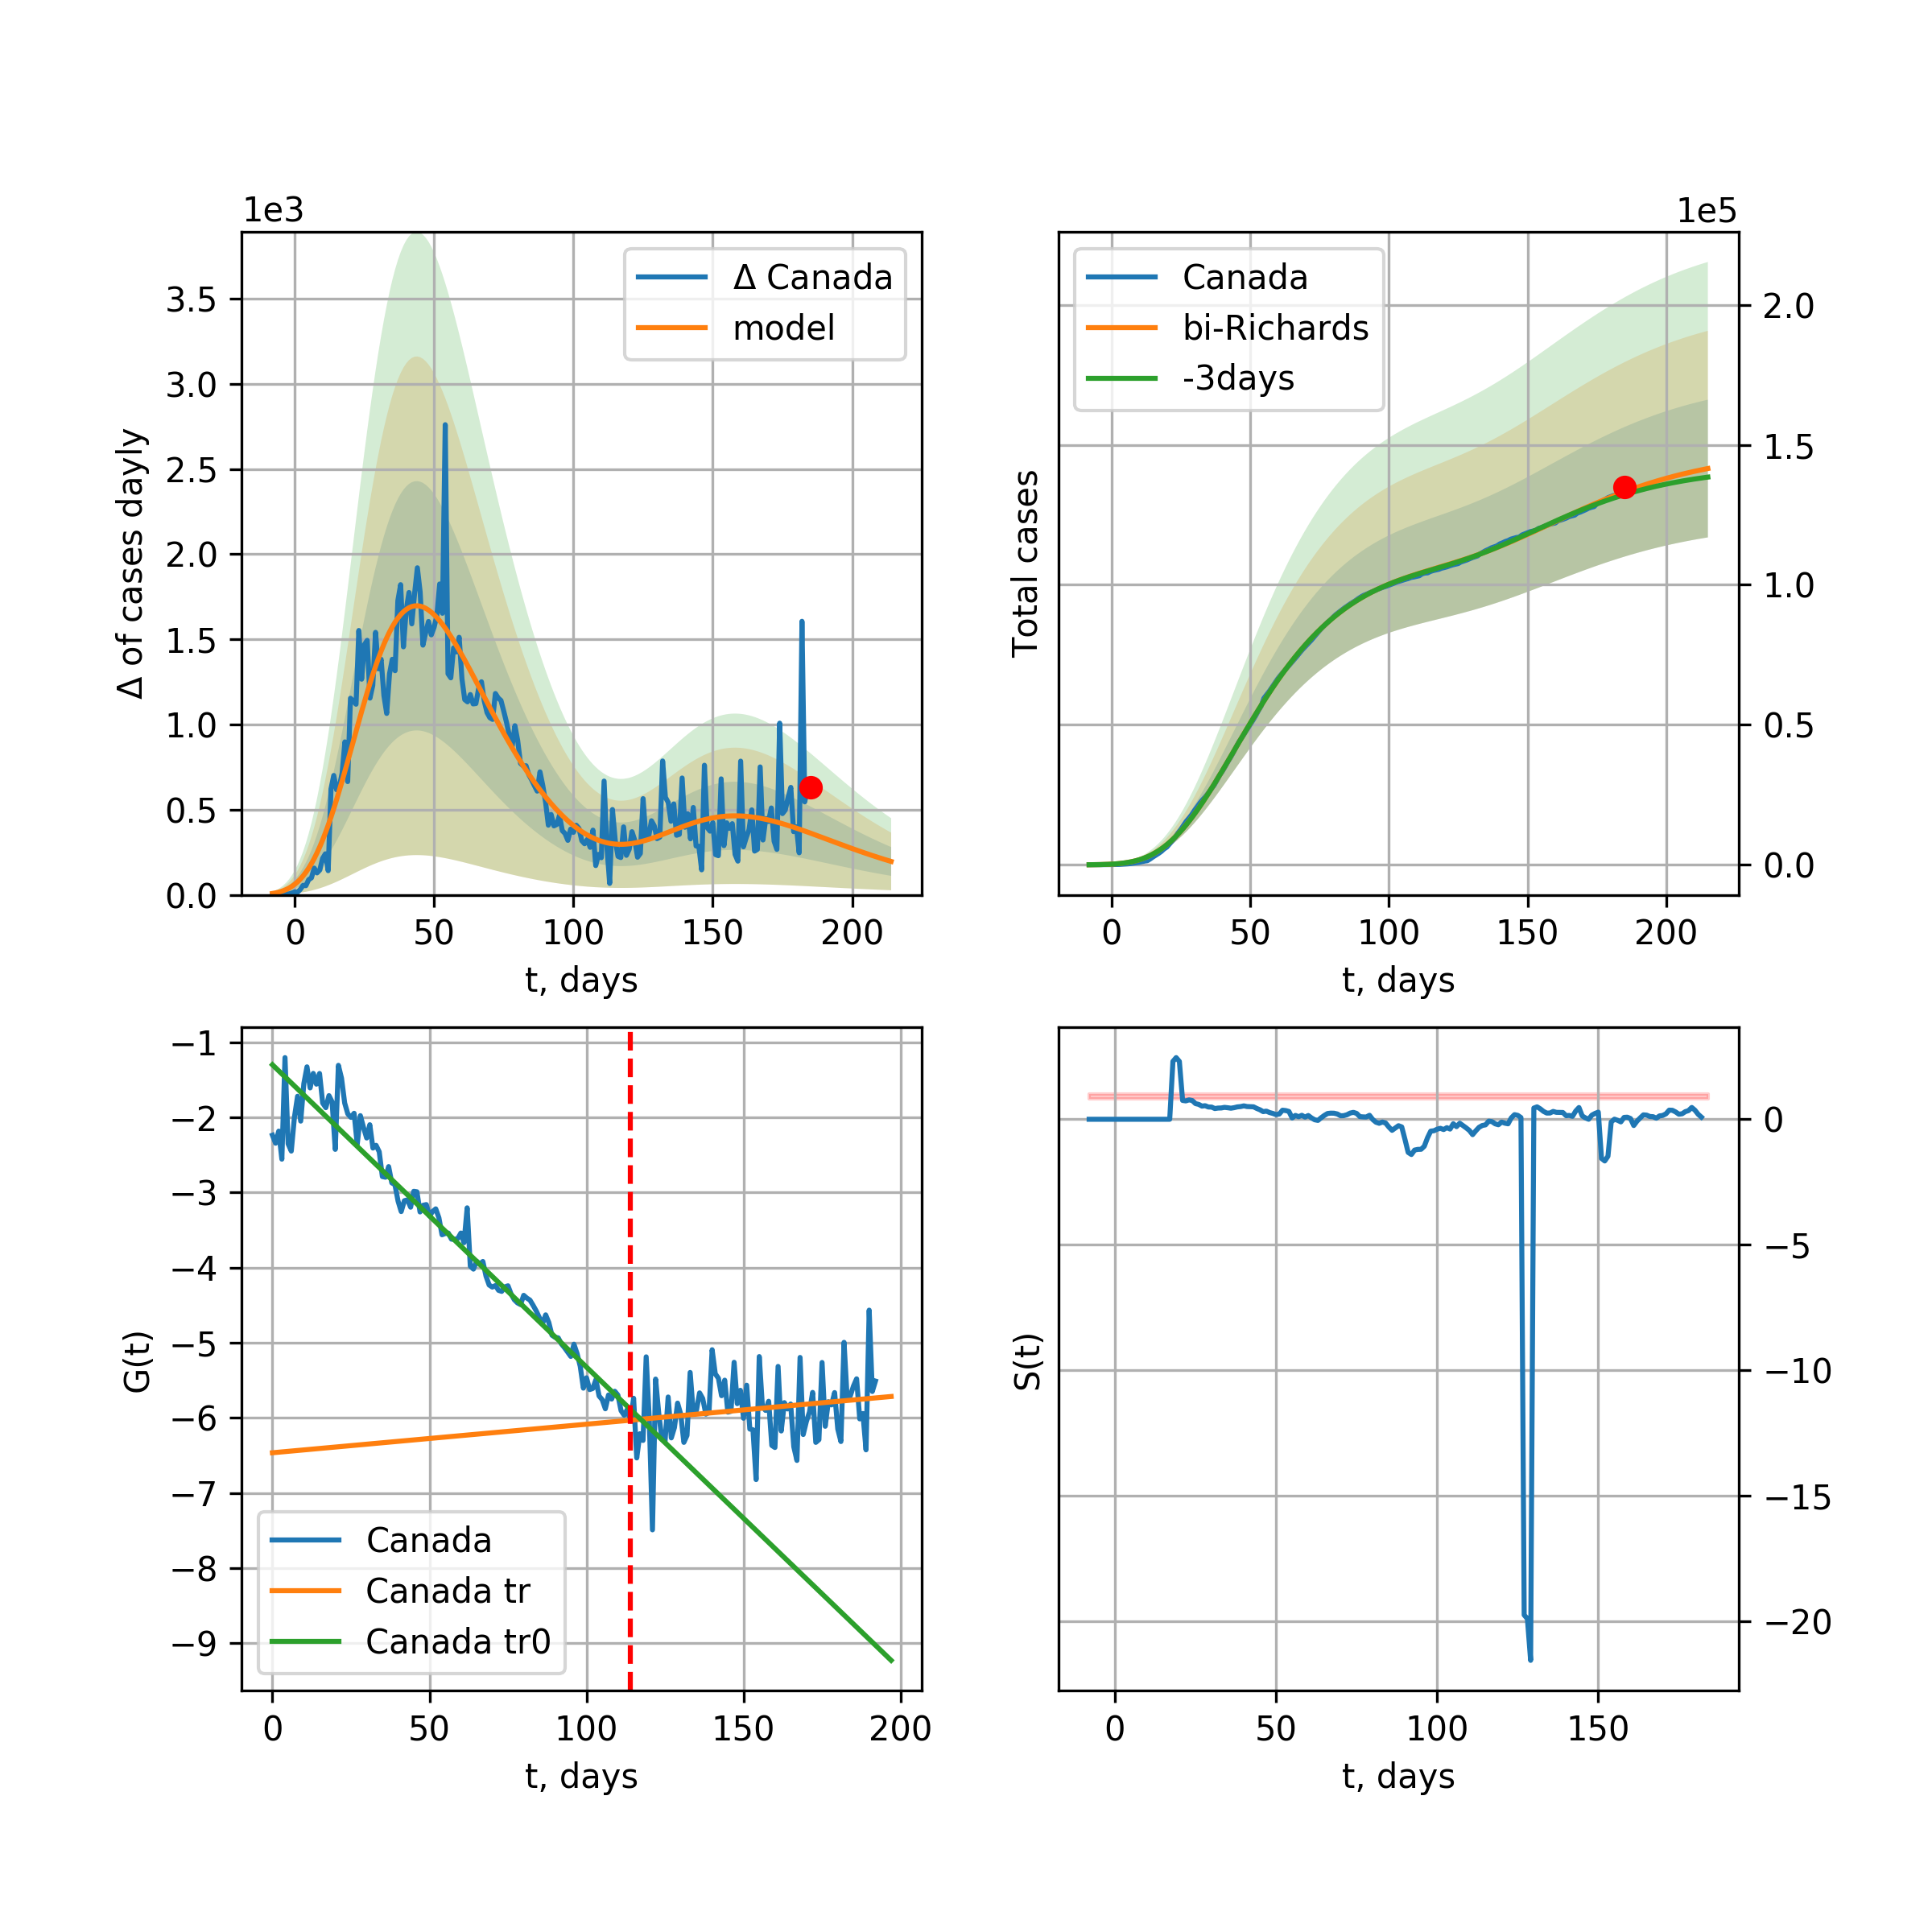 1e3
Δ of cases dayly
3.5
3.0
2.5
2.0
1.5
1.0
0.5
0.0
Δ Canada
model
0 50 100 150 200
t, days
1e5
Total cases
Canada
bi-Richards
-3days
2.0
1.5
1.0
0.5
0.0
0 50 100 150 200
t, days
G(t)
−1
−2
−3
−4
−5
−6
−7
−8
−9
Canada
Canada tr
Canada tr0
0 50 100 150 200
t, days
S(t)
0
−5
−10
−15
−20
0 50 100 150
t, days